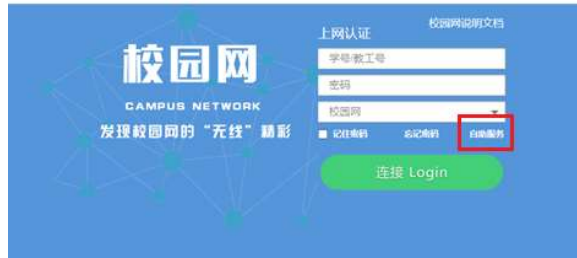 校园网说明文档
上网认证
校园网
CAMPUS NETWORK
发现校园网的“无线”精彩
学号/教工号
密码
校园网
记住密码 忘记密码 自助服务
连接 Login